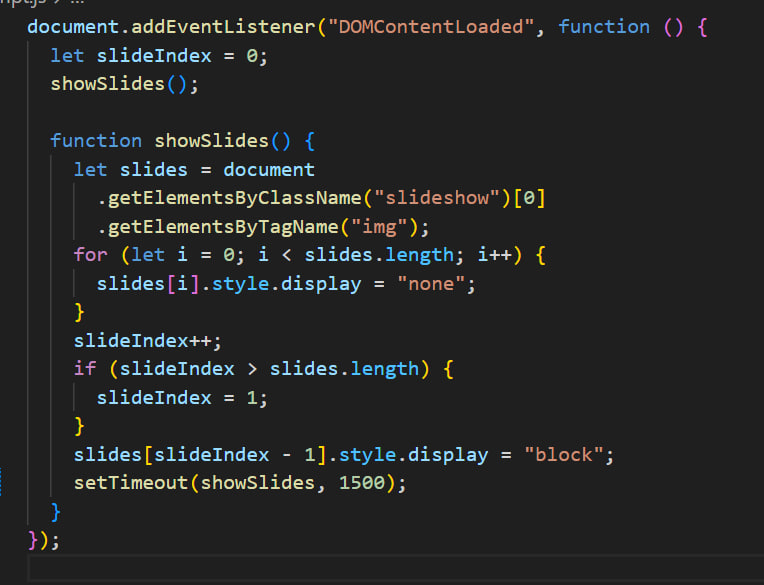 pt.js > ...
document.addEventListener("DOMContentLoaded", function () {
  let slideIndex = 0;
  showSlides();

  function showSlides() {
    let slides = document
      .getElementsByClassName("slideshow")[0]
      .getElementsByTagName("img");
    for (let i = 0; i < slides.length; i++) {
      slides[i].style.display = "none";
    }
    slideIndex++;
    if (slideIndex > slides.length) {
      slideIndex = 1;
    }
    slides[slideIndex - 1].style.display = "block";
    setTimeout(showSlides, 1500);
  }
});